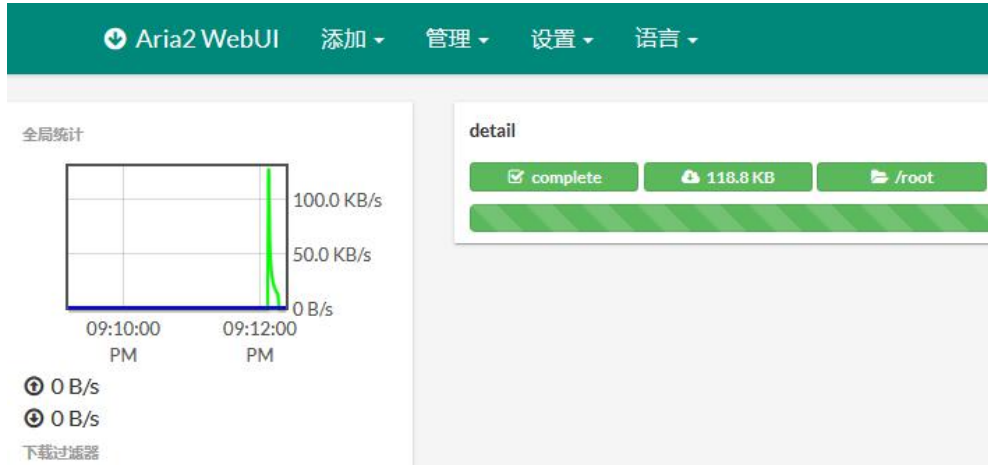 Aria2 WebUI 添加 管理 设置 语言
全局统计
100.0 KB/s
50.0 KB/s
0 B/s
09:10:00 PM
09:12:00 PM
0 B/s
0 B/s
下载过滤器
detail
complete 118.8 KB /root